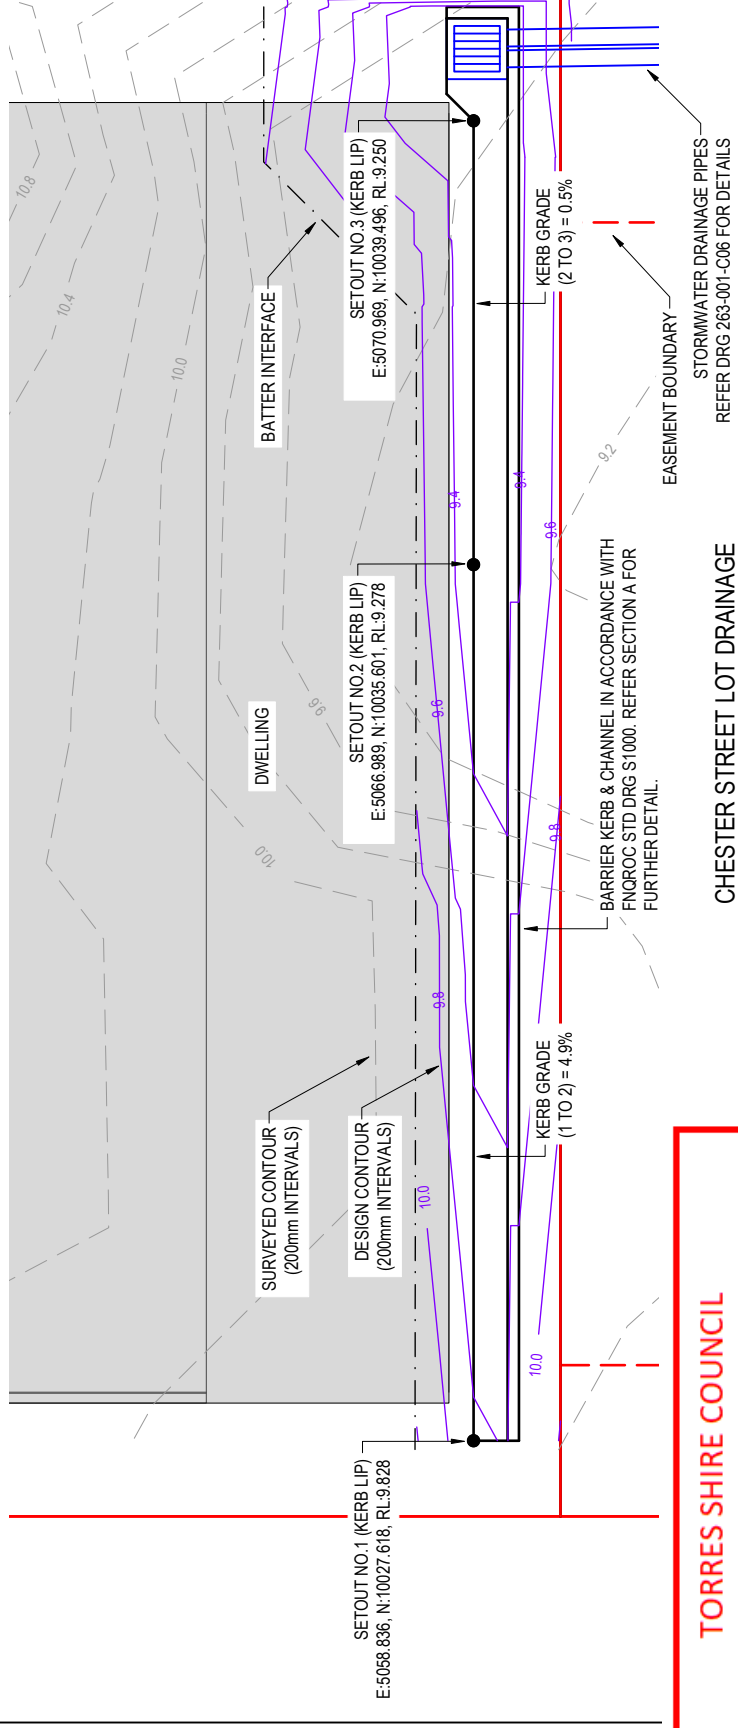 SETOUT NO.1 (KERB LIP)
E:5058.836, N:10027.618, RL:9.828
SURVEYED CONTOUR
(200mm INTERVALS)
DESIGN CONTOUR
(200mm INTERVALS)
DWELLING
SETOUT NO.2 (KERB LIP)
E:5066.989, N:10035.601, RL:9.278
BATTER INTERFACE
SETOUT NO.3 (KERB LIP)
E:5070.969, N:10039.496, RL:9.250
KERB GRADE
(1 TO 2) = 4.9%
KERB GRADE
(2 TO 3) = 0.5%
BARRIER KERB & CHANNEL IN ACCORDANCE WITH
FNQROC STD DRG S1000. REFER SECTION A FOR
FURTHER DETAIL.
EASEMENT BOUNDARY
STORMWATER DRAINAGE PIPES
REFER DRG 263-001-C06 FOR DETAILS
10.8
10.4
10.0
10.0
9.6
9.2
10.0
9.8
9.6
9.4
10.0
9.8
9.6
9.4
CHESTER STREET LOT DRAINAGE
TORRES SHIRE COUNCIL